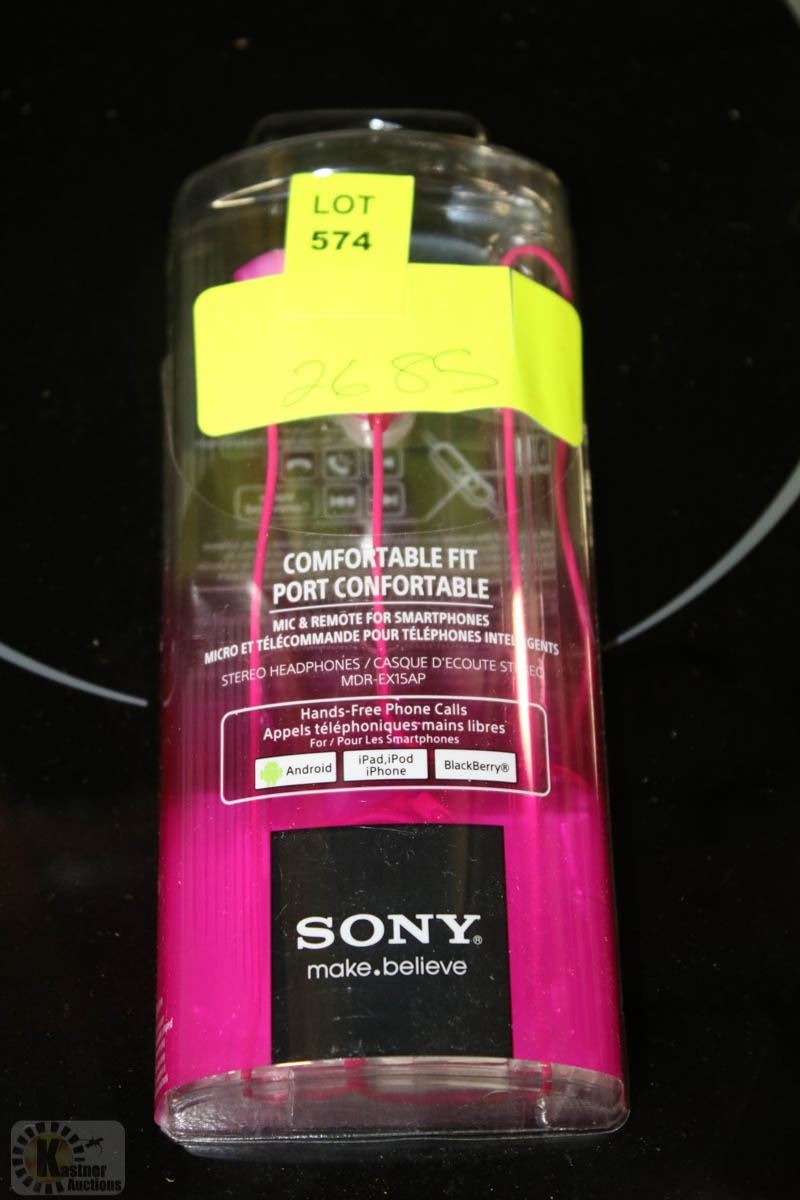 LOT
574
2685
COMFORTABLE FIT
PORT CONFORTABLE
MIC & REMOTE FOR SMARTPHONES
MICRO ET TÉLÉCOMMANDE POUR TÉLÉPHONES INTELLIGENTS
STEREO HEADPHONES / CASQUE D'ECOUTE STEREO
MDR-EX15AP
Hands-Free Phone Calls
Appels téléphoniques mains libres
For / Pour Les Smartphones
Android
iPad, iPod
iPhone
BlackBerry®
SONY®
make.believe
Kastner
Auctions